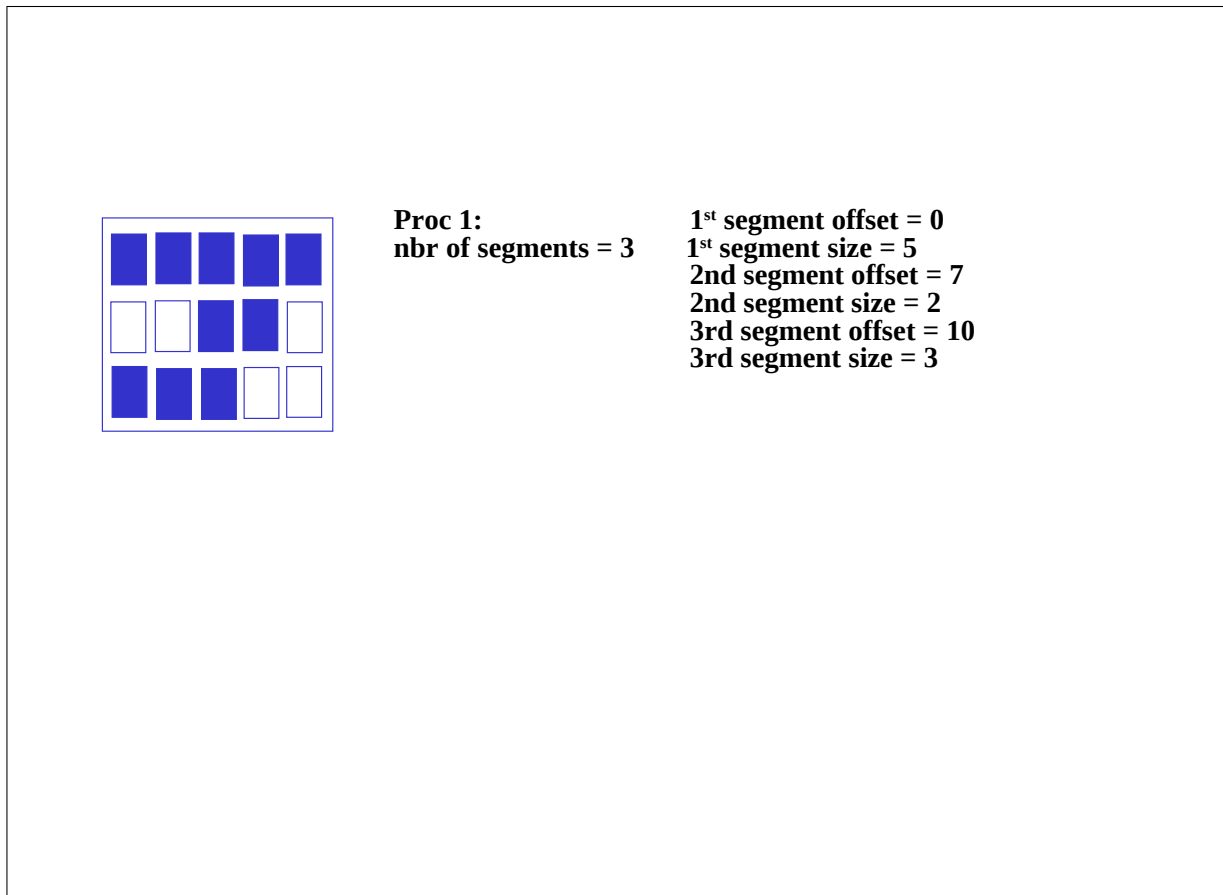 Proc 1:
nbr of segments = 3
1st segment offset = 0
1st segment size = 5
2nd segment offset = 7
2nd segment size = 2
3rd segment offset = 10
3rd segment size = 3